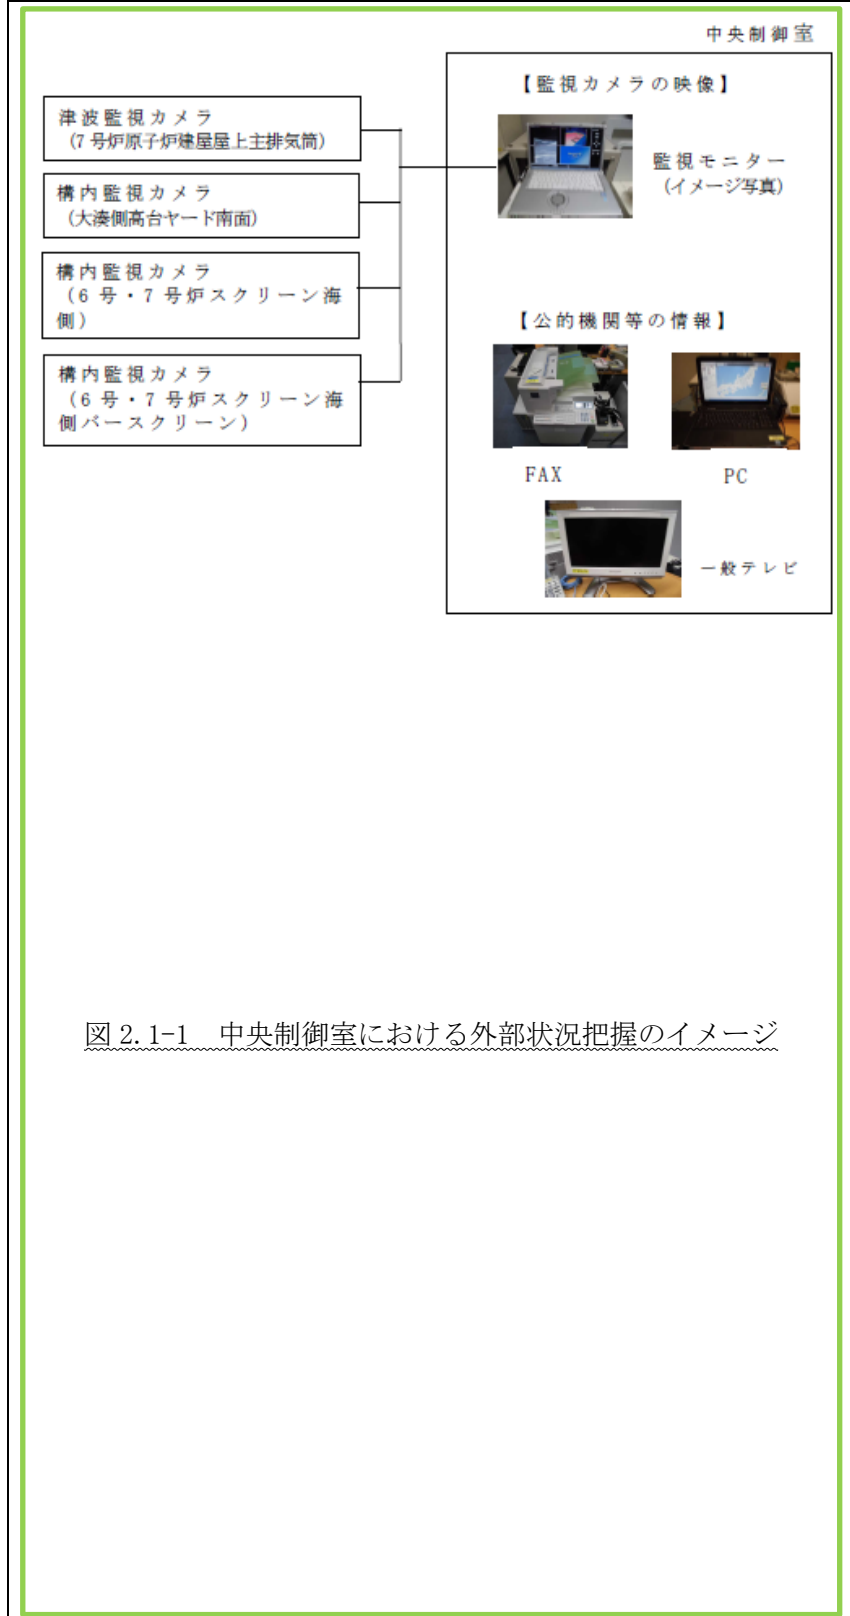 中央制御室
津波監視カメラ
(7号炉原子炉建屋屋上主排気筒)
構内監視カメラ
(大湊側高台ヤード南面)
構内監視カメラ
(6号・7号炉スクリーン海
側)
構内監視カメラ
(6号・7号炉スクリーン海
側バースクリーン)
【監視カメラの映像】
監視モニター
(イメージ写真)
【公的機関等の情報】
FAX
PC
一般テレビ
図2.1-1 中央制御室における外部状況把握のイメージ